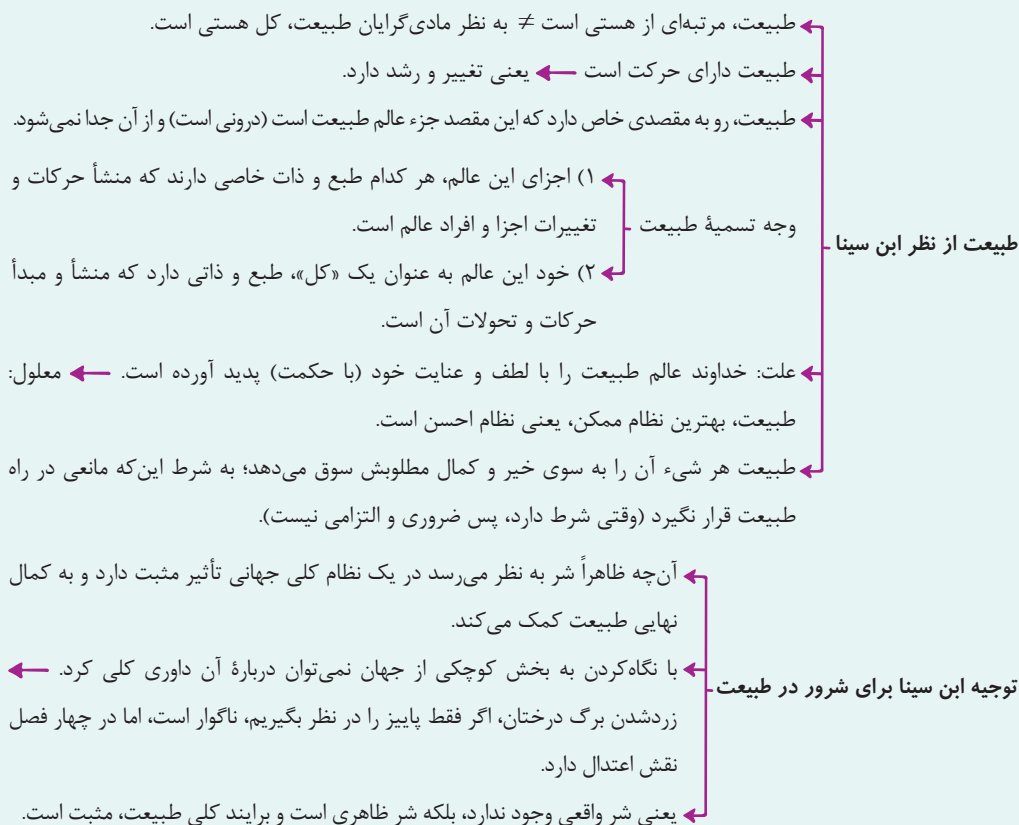 طبیعت از نظر ابن سینا
طبیعت، مرتبه‌ای از هستی است ≠ به نظر مادی‌گرایان طبیعت، کل هستی است.
طبیعت دارای حرکت است ← یعنی تغییر و رشد دارد.
طبیعت، رو به مقصدی خاص دارد که این مقصد جزء عالم طبیعت است (درونی است) و از آن جدا نمی‌شود.
وجه تسمیۀ طبیعت
۱) اجزای این عالم، هر کدام طبع و ذات خاصی دارند که منشأ حرکات و
تغییرات اجزا و افراد عالم است.
۲) خود این عالم به عنوان یک «کل»، طبع و ذاتی دارد که منشأ و مبدأ
حرکات و تحولات آن است.
علت: خداوند عالم طبیعت را با لطف و عنایت خود (با حکمت) پدید آورده است. ← معلول:
طبیعت، بهترین نظام ممکن، یعنی نظام احسن است.
طبیعت هر شیء آن را به سوی خیر و کمال مطلوبش سوق می‌دهد؛ به شرط این‌که مانعی در راه
طبیعت قرار نگیرد (وقتی شرط دارد، پس ضروری و التزامی نیست).
توجیه ابن سینا برای شرور در طبیعت
آن‌چه ظاهراً شر به نظر می‌رسد در یک نظام کلی جهانی تأثیر مثبت دارد و به کمال
نهایی طبیعت کمک می‌کند.
با نگاه‌کردن به بخش کوچکی از جهان نمی‌توان دربارۀ آن داوری کلی کرد. ←
زردشدن برگ درختان، اگر فقط پاییز را در نظر بگیریم، ناگوار است، اما در چهار فصل
نقش اعتدال دارد.
یعنی شر واقعی وجود ندارد، بلکه شر ظاهری است و برایند کلی طبیعت، مثبت است.